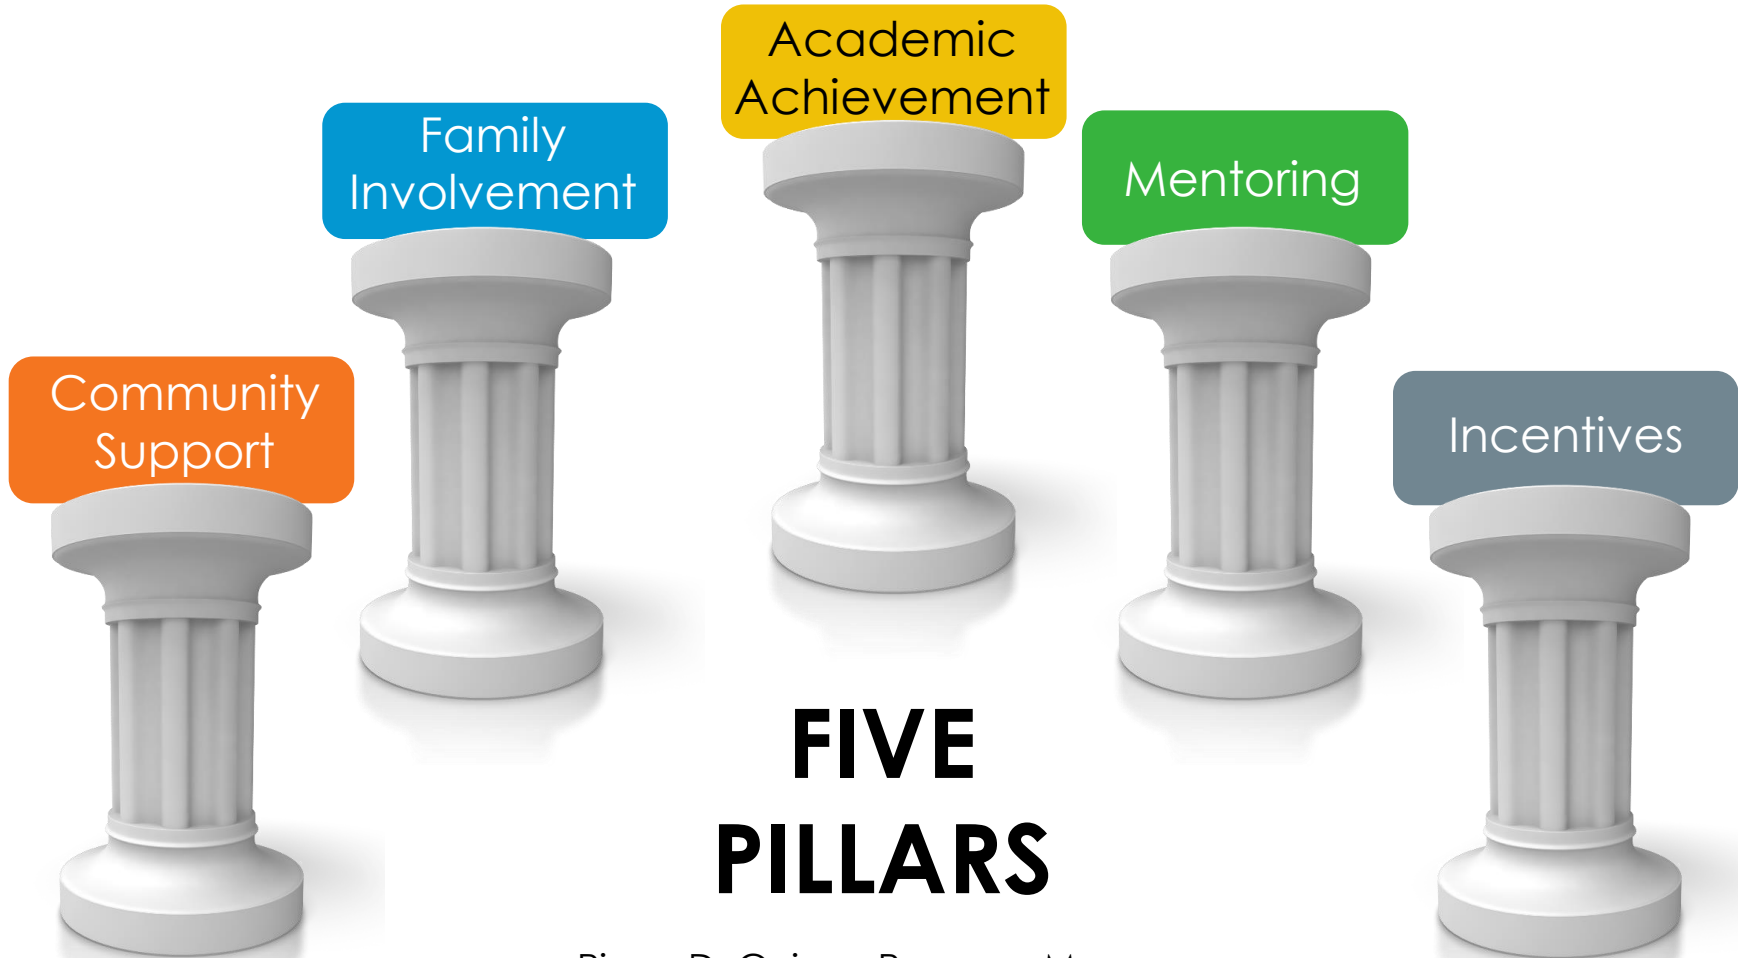 Academic
Achievement
Family
Involvement
Mentoring
Community
Support
Incentives
FIVE
PILLARS